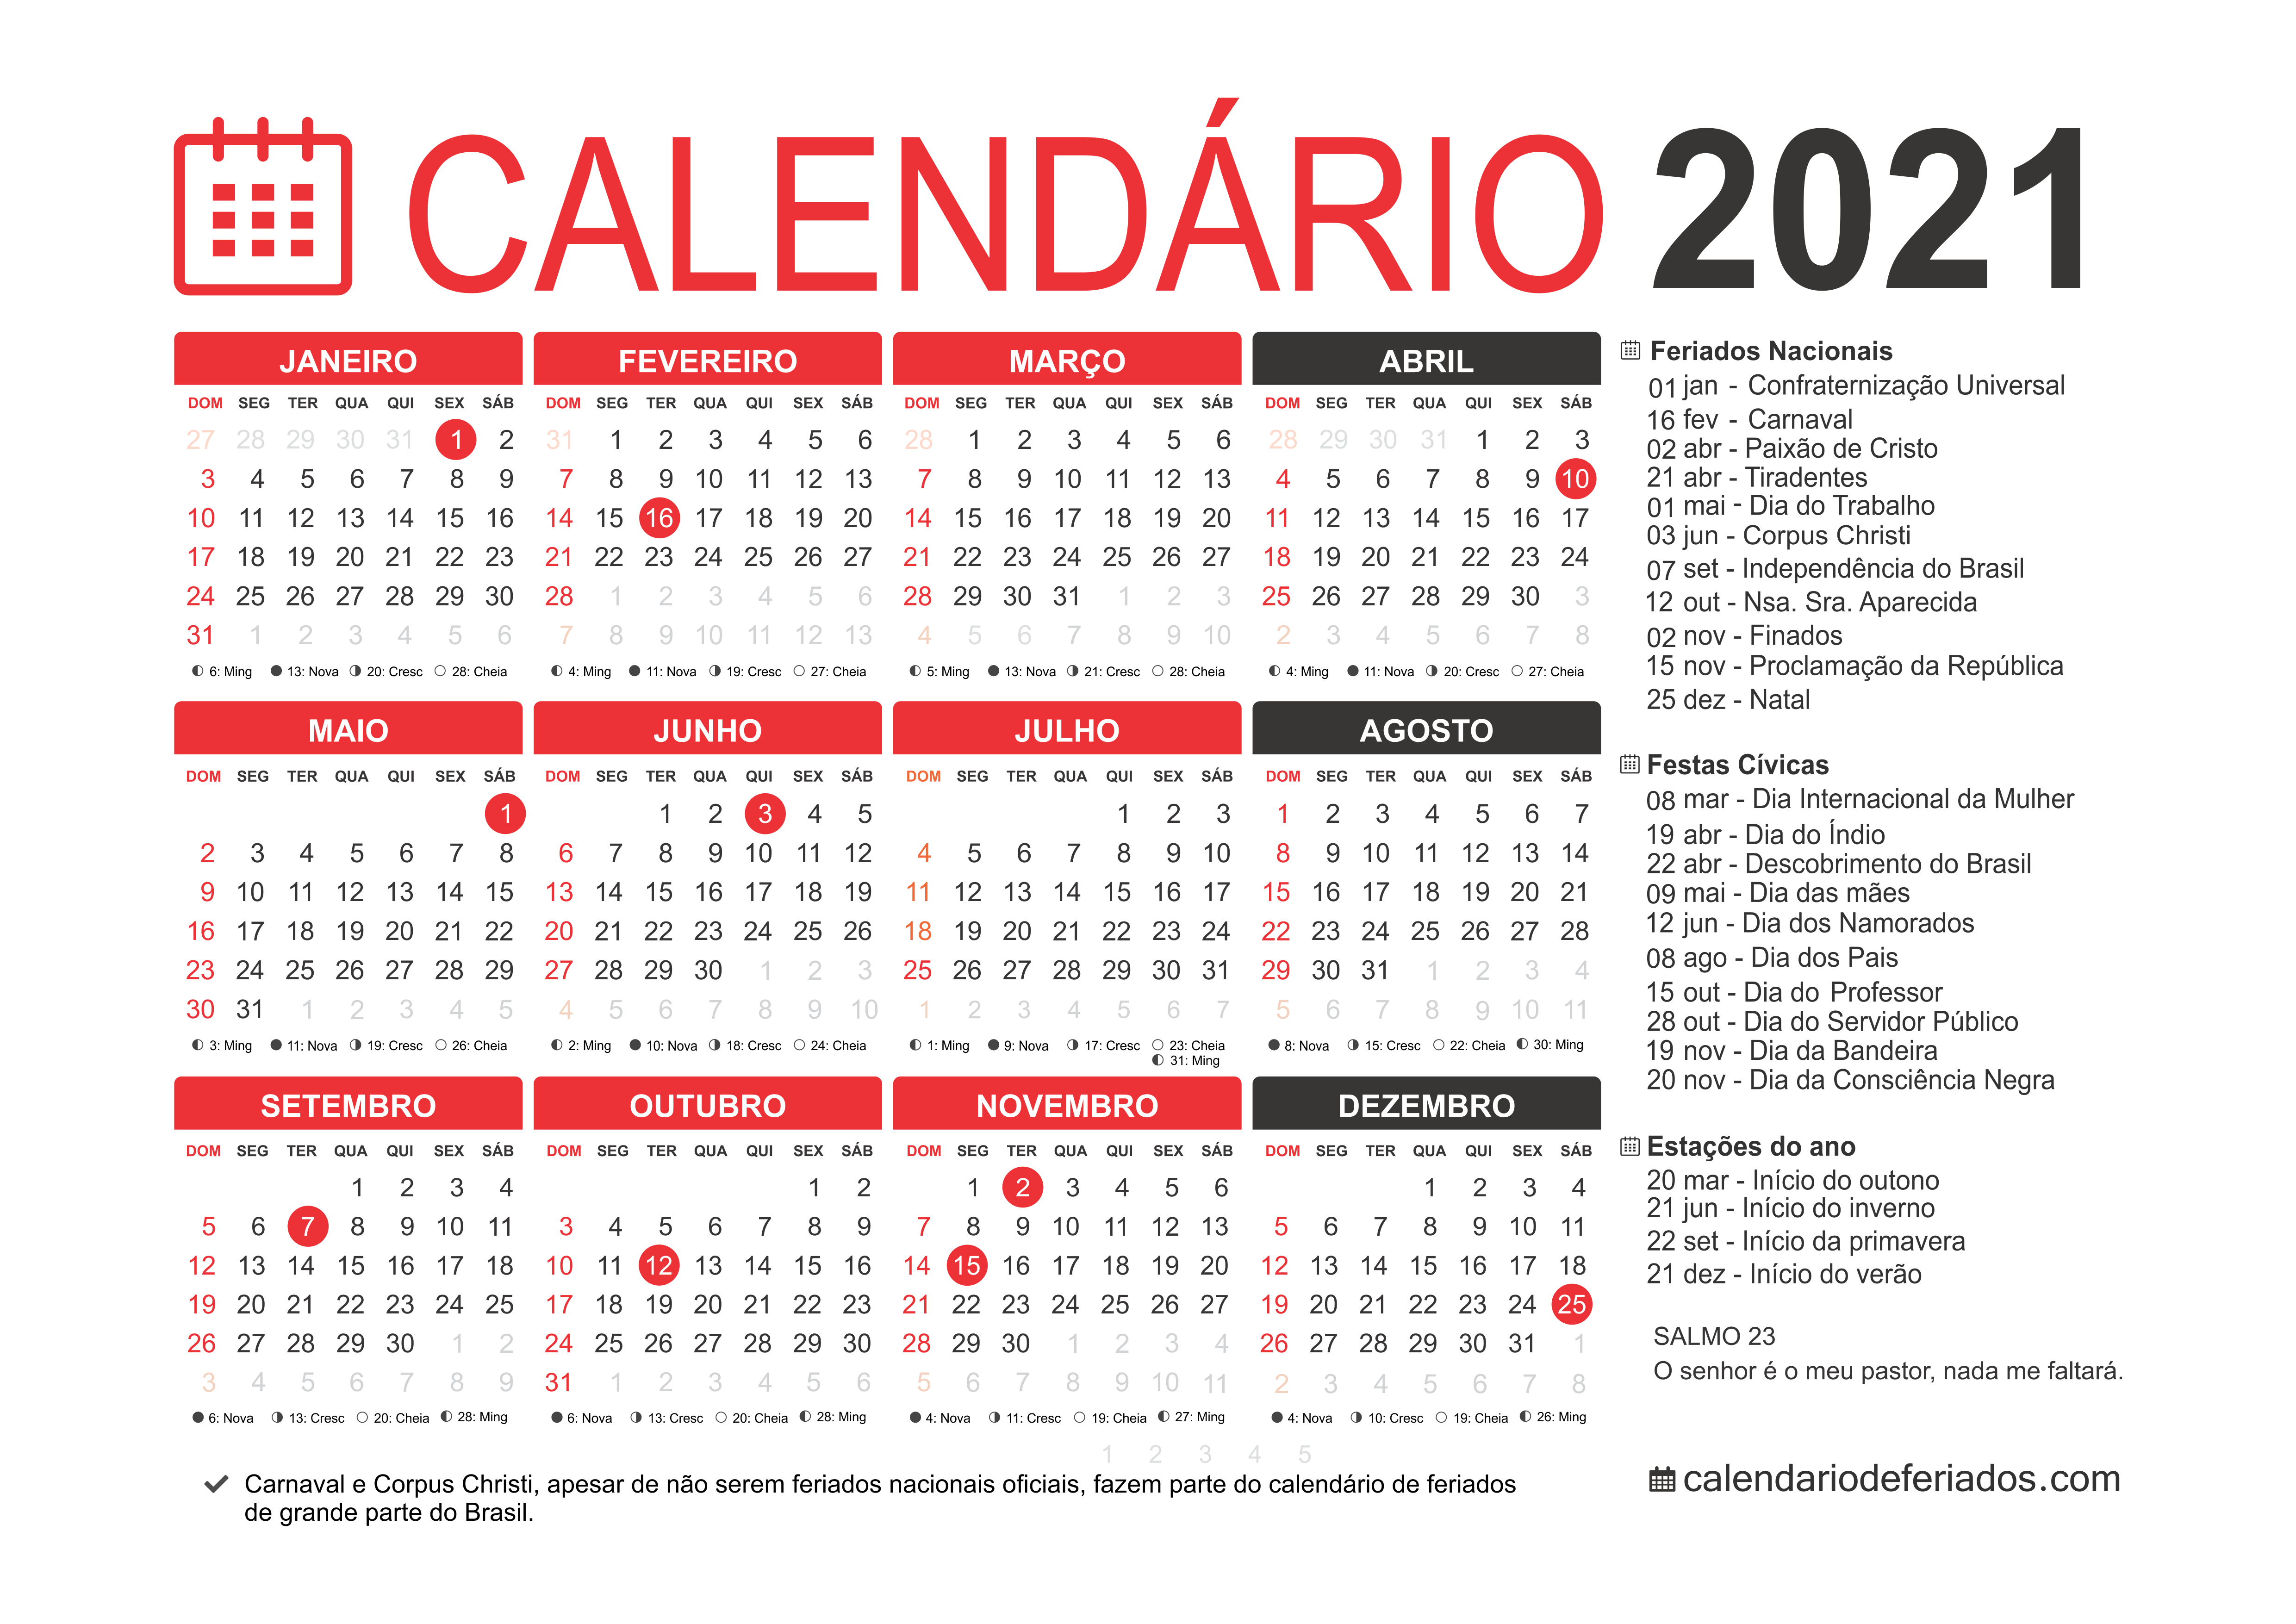 CALENDÁRIO 2021
JANEIRO
DOM SEG TER QUA QUI SEX SÁB
27 28 29 30 31 1 2
3 4 5 6 7 8 9
10 11 12 13 14 15 16
17 18 19 20 21 22 23
24 25 26 27 28 29 30
31 1 2 3 4 5 6
6: Ming 13: Nova 20: Cresc 28: Cheia
FEVEREIRO
DOM SEG TER QUA QUI SEX SÁB
31 1 2 3 4 5 6
7 8 9 10 11 12 13
14 15 16 17 18 19 20
21 22 23 24 25 26 27
28 1 2 3 4 5 6
7 8 9 10 11 12 13
4: Ming 11: Nova 19: Cresc 27: Cheia
MARÇO
DOM SEG TER QUA QUI SEX SÁB
28 1 2 3 4 5 6
7 8 9 10 11 12 13
14 15 16 17 18 19 20
21 22 23 24 25 26 27
28 29 30 31 1 2 3
4 5 6 7 8 9 10
5: Ming 13: Nova 21: Cresc 28: Cheia
ABRIL
DOM SEG TER QUA QUI SEX SÁB
28 29 30 31 1 2 3
4 5 6 7 8 9 10
11 12 13 14 15 16 17
18 19 20 21 22 23 24
25 26 27 28 29 30 3
2 3 4 5 6 7 8
4: Ming 11: Nova 20: Cresc 27: Cheia
MAIO
DOM SEG TER QUA QUI SEX SÁB
1
2 3 4 5 6 7 8
9 10 11 12 13 14 15
16 17 18 19 20 21 22
23 24 25 26 27 28 29
30 31 1 2 3 4 5
3: Ming 11: Nova 19: Cresc 26: Cheia
JUNHO
DOM SEG TER QUA QUI SEX SÁB
1 2 3 4 5
6 7 8 9 10 11 12
13 14 15 16 17 18 19
20 21 22 23 24 25 26
27 28 29 30 1 2 3
4 5 6 7 8 9 10
2: Ming 10: Nova 18: Cresc 24: Cheia
JULHO
DOM SEG TER QUA QUI SEX SÁB
1 2 3
4 5 6 7 8 9 10
11 12 13 14 15 16 17
18 19 20 21 22 23 24
25 26 27 28 29 30 31
1 2 3 4 5 6 7
1: Ming 9: Nova 17: Cresc 23: Cheia
31: Ming
AGOSTO
DOM SEG TER QUA QUI SEX SÁB
1 2 3 4 5 6 7
8 9 10 11 12 13 14
15 16 17 18 19 20 21
22 23 24 25 26 27 28
29 30 31 1 2 3 4
5 6 7 8 9 10 11
8: Nova 15: Cresc 22: Cheia 30: Ming
SETEMBRO
DOM SEG TER QUA QUI SEX SÁB
1 2 3 4
5 6 7 8 9 10 11
12 13 14 15 16 17 18
19 20 21 22 23 24 25
26 27 28 29 30 1 2
3 4 5 6 7 8 9
6: Nova 13: Cresc 20: Cheia 28: Ming
OUTUBRO
DOM SEG TER QUA QUI SEX SÁB
1 2
3 4 5 6 7 8 9
10 11 12 13 14 15 16
17 18 19 20 21 22 23
24 25 26 27 28 29 30
31 1 2 3 4 5 6
6: Nova 13: Cresc 20: Cheia 28: Ming
NOVEMBRO
DOM SEG TER QUA QUI SEX SÁB
1 2 3 4 5 6
7 8 9 10 11 12 13
14 15 16 17 18 19 20
21 22 23 24 25 26 27
28 29 30 1 2 3 4
5 6 7 8 9 10 11
4: Nova 11: Cresc 19: Cheia 27: Ming
DEZEMBRO
DOM SEG TER QUA QUI SEX SÁB
1 2 3 4
5 6 7 8 9 10 11
12 13 14 15 16 17 18
19 20 21 22 23 24 25
26 27 28 29 30 31 1
2 3 4 5 6 7 8
4: Nova 10: Cresc 19: Cheia 26: Ming
1 2 3 4 5
Carnaval e Corpus Christi, apesar de não serem feriados nacionais oficiais, fazem parte do calendário de feriados
de grande parte do Brasil.
Feriados Nacionais
01 jan - Confraternização Universal
16 fev - Carnaval
02 abr - Paixão de Cristo
21 abr - Tiradentes
01 mai - Dia do Trabalho
03 jun - Corpus Christi
07 set - Independência do Brasil
12 out - Nsa. Sra. Aparecida
02 nov - Finados
15 nov - Proclamação da República
25 dez - Natal
Festas Cívicas
08 mar - Dia Internacional da Mulher
19 abr - Dia do Índio
22 abr - Descobrimento do Brasil
09 mai - Dia das mães
12 jun - Dia dos Namorados
08 ago - Dia dos Pais
15 out - Dia do Professor
28 out - Dia do Servidor Público
19 nov - Dia da Bandeira
20 nov - Dia da Consciência Negra
Estações do ano
20 mar - Início do outono
21 jun - Início do inverno
22 set - Início da primavera
21 dez - Início do verão
SALMO 23
O senhor é o meu pastor, nada me faltará.
calendariodeferiados.com